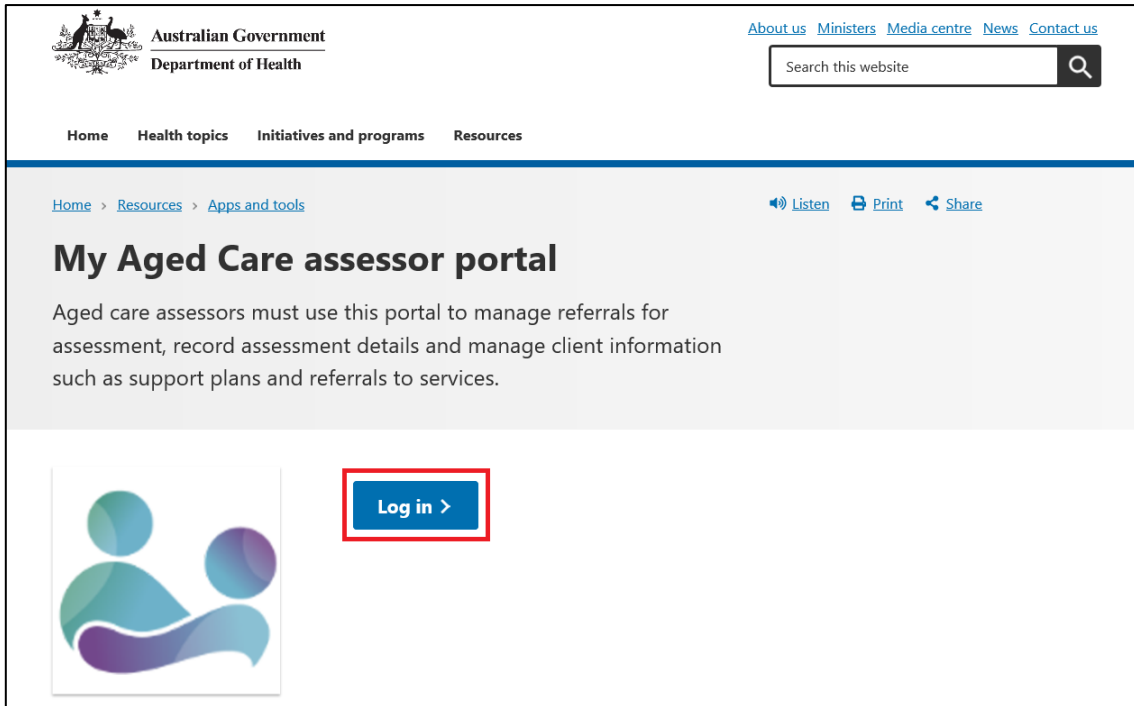 Australian Government
Department of Health
About us Ministers Media centre News Contact us
Search this website
Home Health topics Initiatives and programs Resources
Home > Resources > Apps and tools
Listen Print Share
My Aged Care assessor portal
Aged care assessors must use this portal to manage referrals for
assessment, record assessment details and manage client information
such as support plans and referrals to services.
Log in >